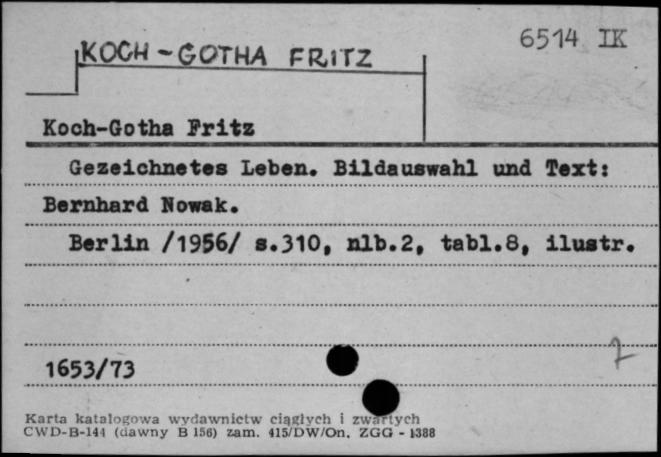 KOCH-GOTHA FRITZ
6514 IK
Koch-Gotha Fritz
Gezeichnetes Leben. Bildauswahl und Text:
Bernhard Nowak.
Berlin /1956/ s.310, nlb.2, tabl.8, ilustr.
1653/73
7
Karta katalogowa wydawnictw ciągłych i zwartych
CWD-B-144 (dawny B 156) zam. 415/DW/On. ZGG - 1388